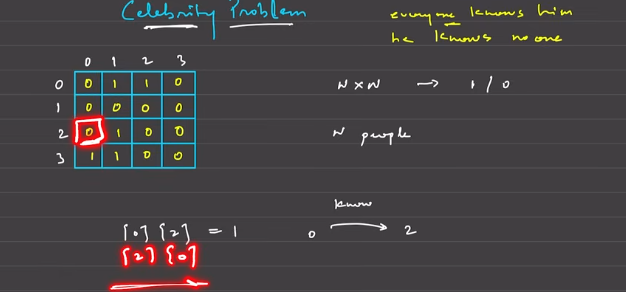 Celebrity Problem
everyone knows him
he knows no one
0 1 2 3
0 0 1 1 0
1 0 0 0 0
2 0 1 0 0
3 1 1 0 0
N x N → 1 / 0
N people
know
[0] [2] = 1
0 → 2
[2] [0]